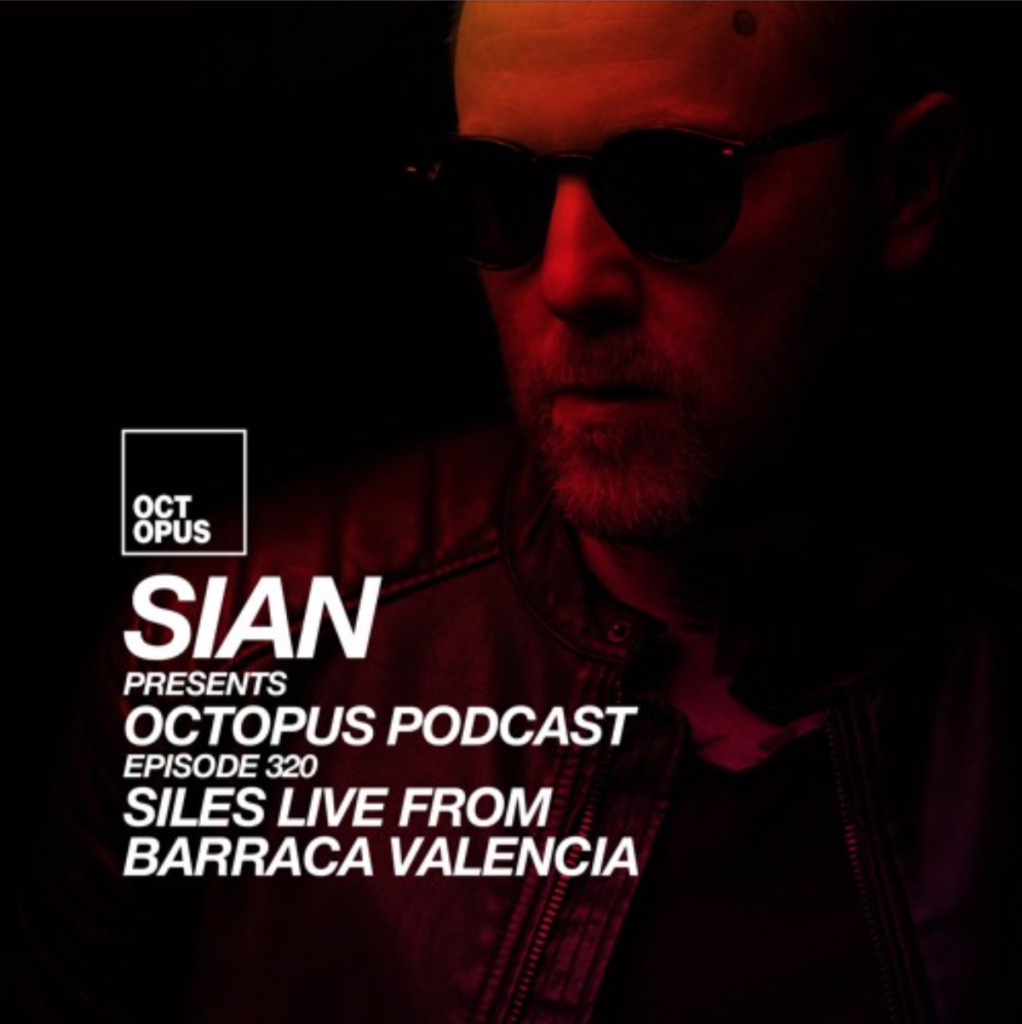 OCT
OPUS
SIAN
PRESENTS
OCTOPUS PODCAST
EPISODE 320
SILES LIVE FROM
BARRACA VALENCIA